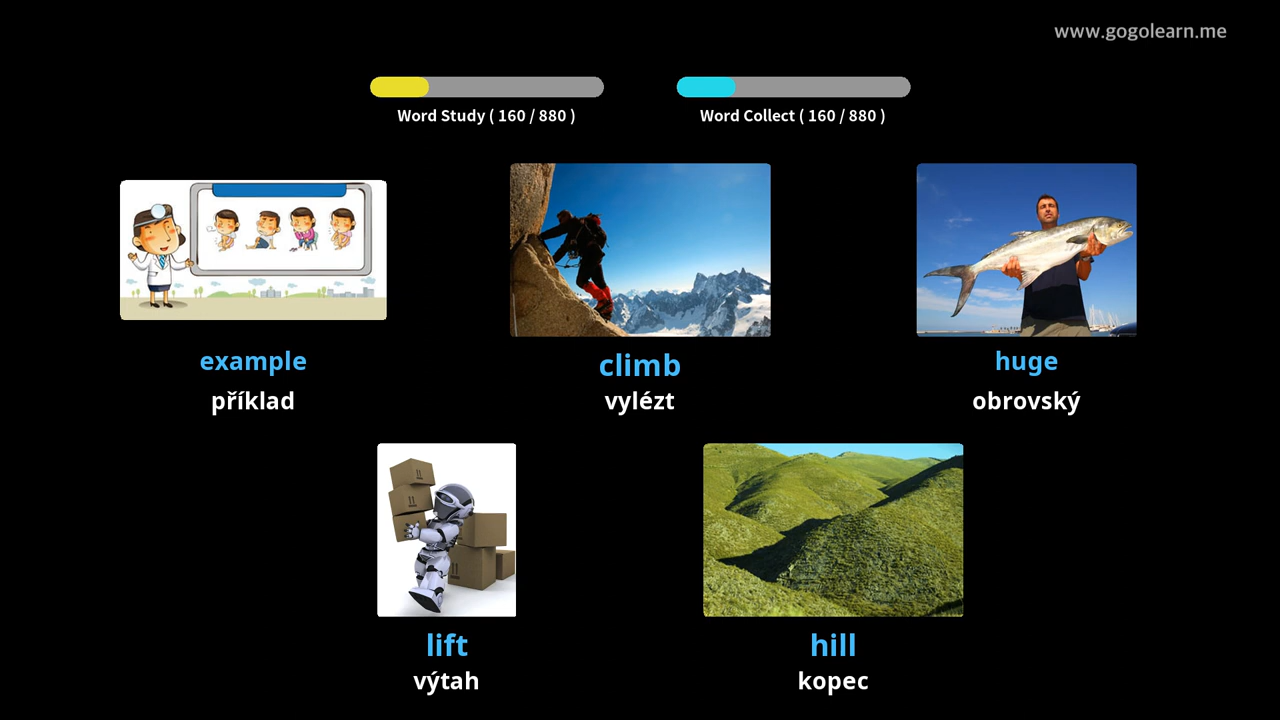 www.gogolearn.me
Word Study ( 160 / 880 )
Word Collect ( 160 / 880 )
example
příklad
climb
vylézt
huge
obrovský
lift
výtah
hill
kopec